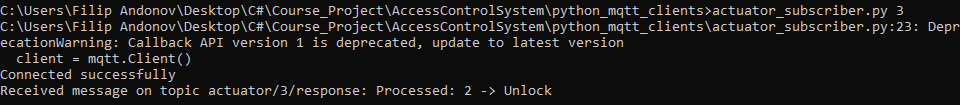 C:\Users\Filip Andonov\Desktop\C#\Course_Project\AccessControlSystem\python_mqtt_clients>actuator_subscriber.py 3
C:\Users\Filip Andonov\Desktop\C#\Course_Project\AccessControlSystem\python_mqtt_clients\actuator_subscriber.py:23: Depr
ecationWarning: Callback API version 1 is deprecated, update to latest version
  client = mqtt.Client()
Connected successfully
Received message on topic actuator/3/response: Processed: 2 -> Unlock